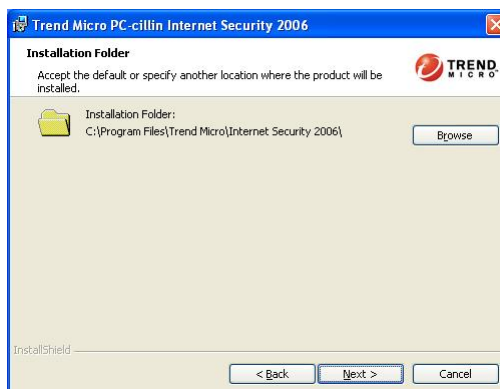 Trend Micro PC-cillin Internet Security 2006
Installation Folder
Accept the default or specify another location where the product will be
installed.
TREND
MICRO
Installation Folder:
C:\Program Files\Trend Micro\Internet Security 2006\
Browse
InstallShield
< Back
Next >
Cancel